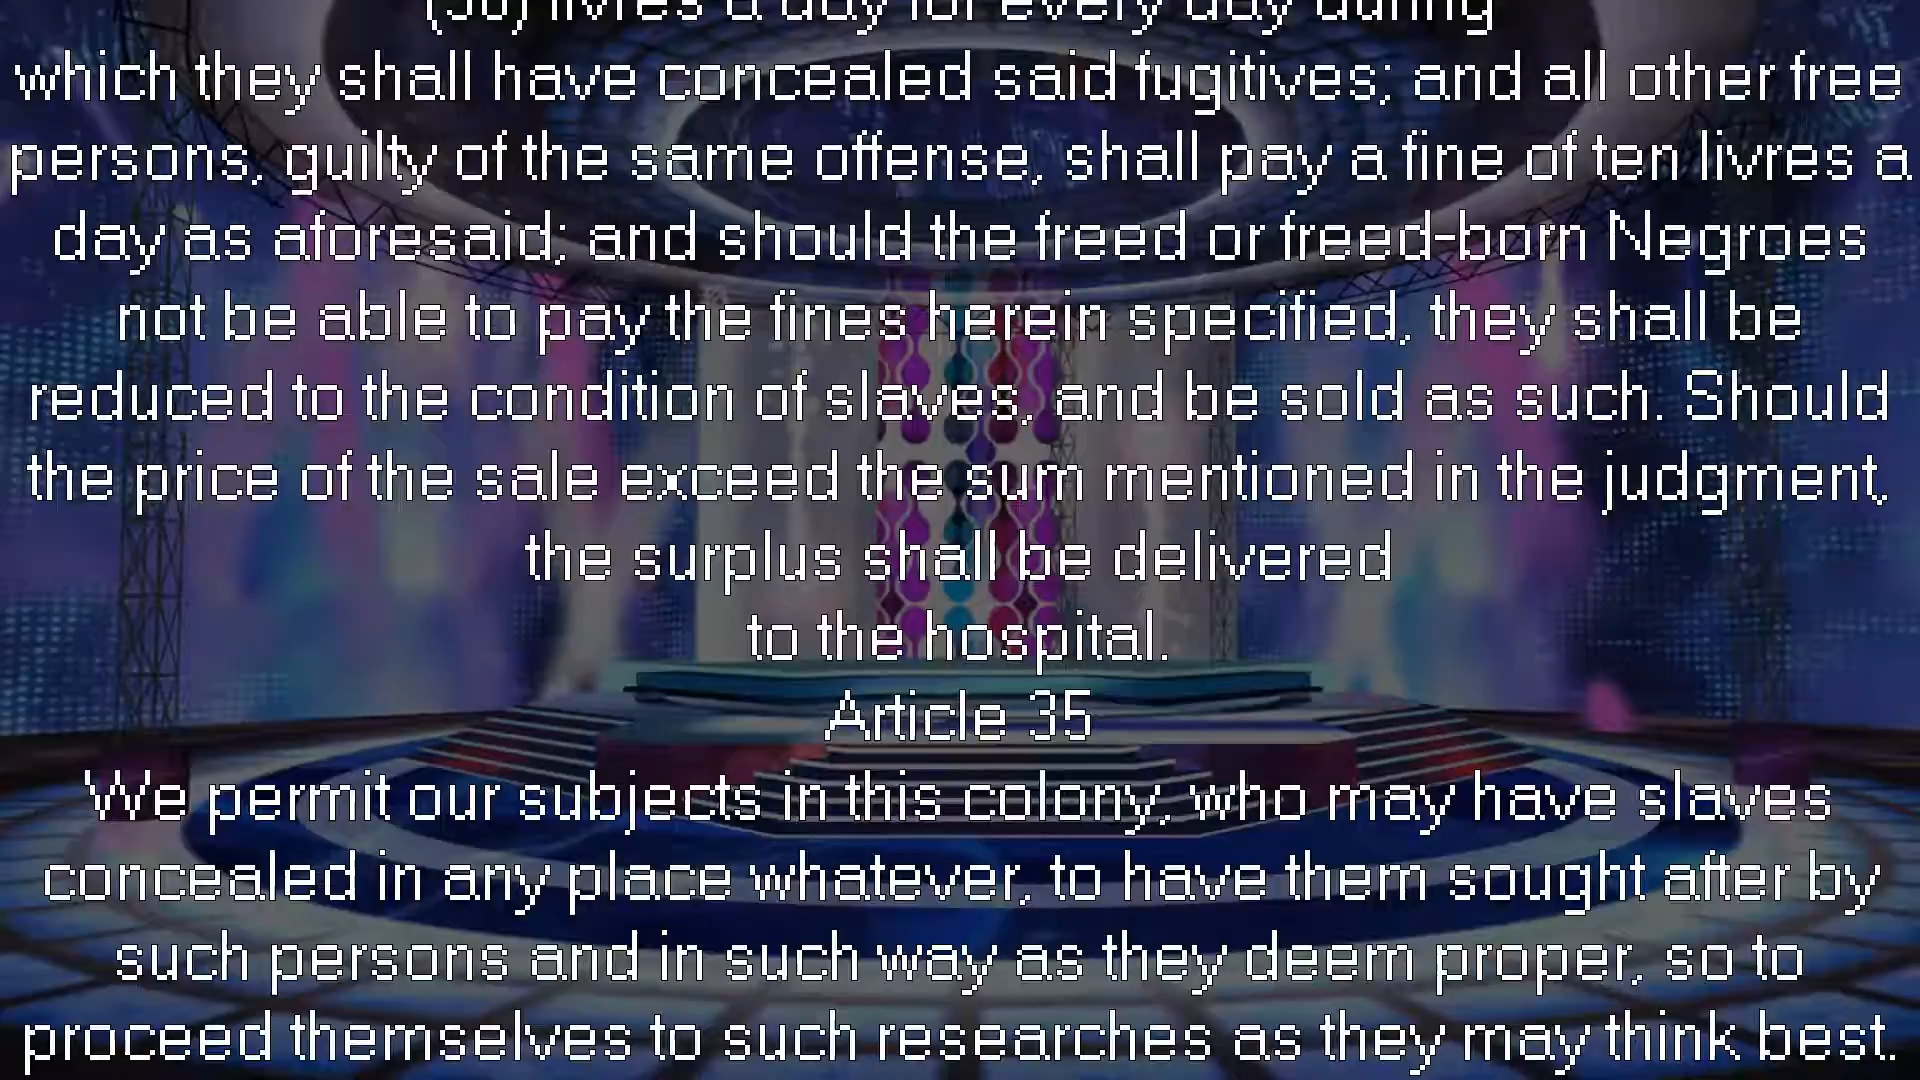 livres a day for every day during
which they shall have concealed said fugitives; and all other free
persons, guilty of the same offense, shall pay a fine of ten livres a
day as aforesaid; and should the freed or freed-born Negroes
not be able to pay the fines herein specified, they shall be
reduced to the condition of slaves, and be sold as such. Should
the price of the sale exceed the sum mentioned in the judgment,
the surplus shall be delivered
to the hospital.
Article 35
We permit our subjects in this colony, who may have slaves
concealed in any place whatever, to have them sought after by
such persons and in such way as they deem proper, so to
proceed themselves to such researches as they may think best.